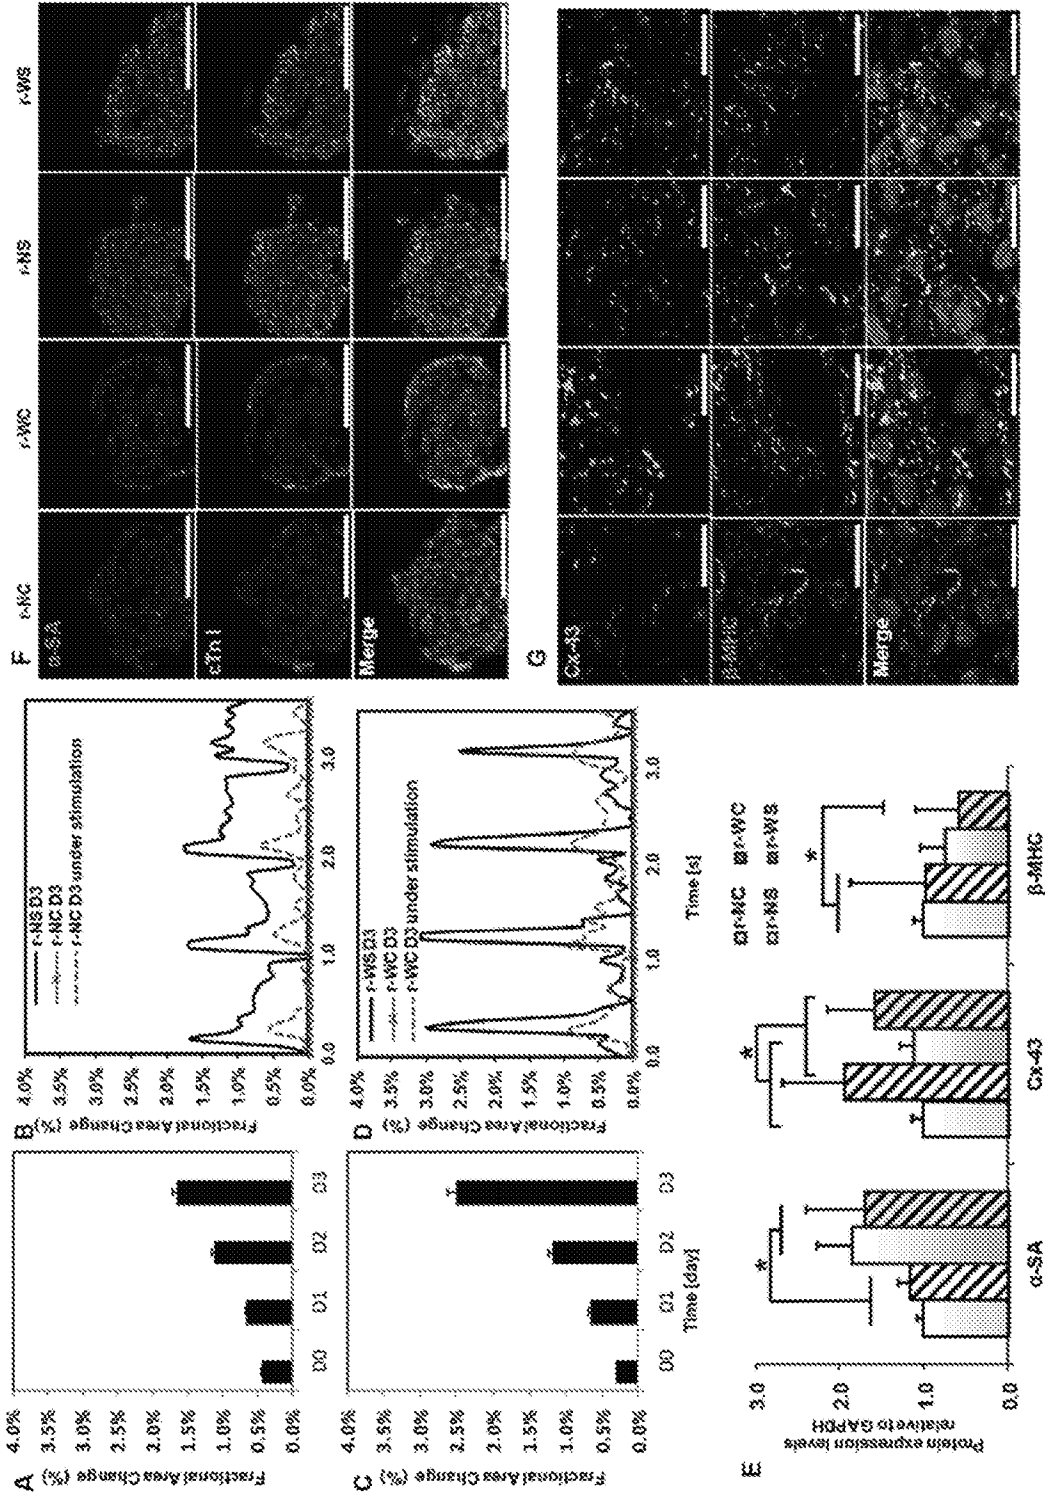 A
Fractional Area Change (%)
4.0%
3.5%
3.0%
2.5%
2.0%
1.5%
1.0%
0.5%
0.0%
D0 D1 D2 D3
B
Fractional Area Change (%)
4.0%
3.5%
3.0%
2.5%
2.0%
1.5%
1.0%
0.5%
0.0%
r-NS D3
r-NC D3
r-NC D3 under stimulation
0.0 1.0 2.0 3.0
C
Fractional Area Change (%)
4.0%
3.5%
3.0%
2.5%
2.0%
1.5%
1.0%
0.5%
0.0%
D0 D1 D2 D3
Time [day]
D
Fractional Area Change (%)
4.0%
3.5%
3.0%
2.5%
2.0%
1.5%
1.0%
0.5%
0.0%
r-WS D3
r-WC D3
r-WC D3 under stimulation
0.0 1.0 2.0 3.0
Time [s]
E
Protein expression levels
relative to GAPDH
3.0
2.0
1.0
0.0
* * *
r-NC r-WC
r-NS r-WS
α-SA Cx-43 β-MHC
F
r-NC r-WC r-NS r-WS
α-SA
cTnI
Merge
G
Cx-43
β-MHC
Merge